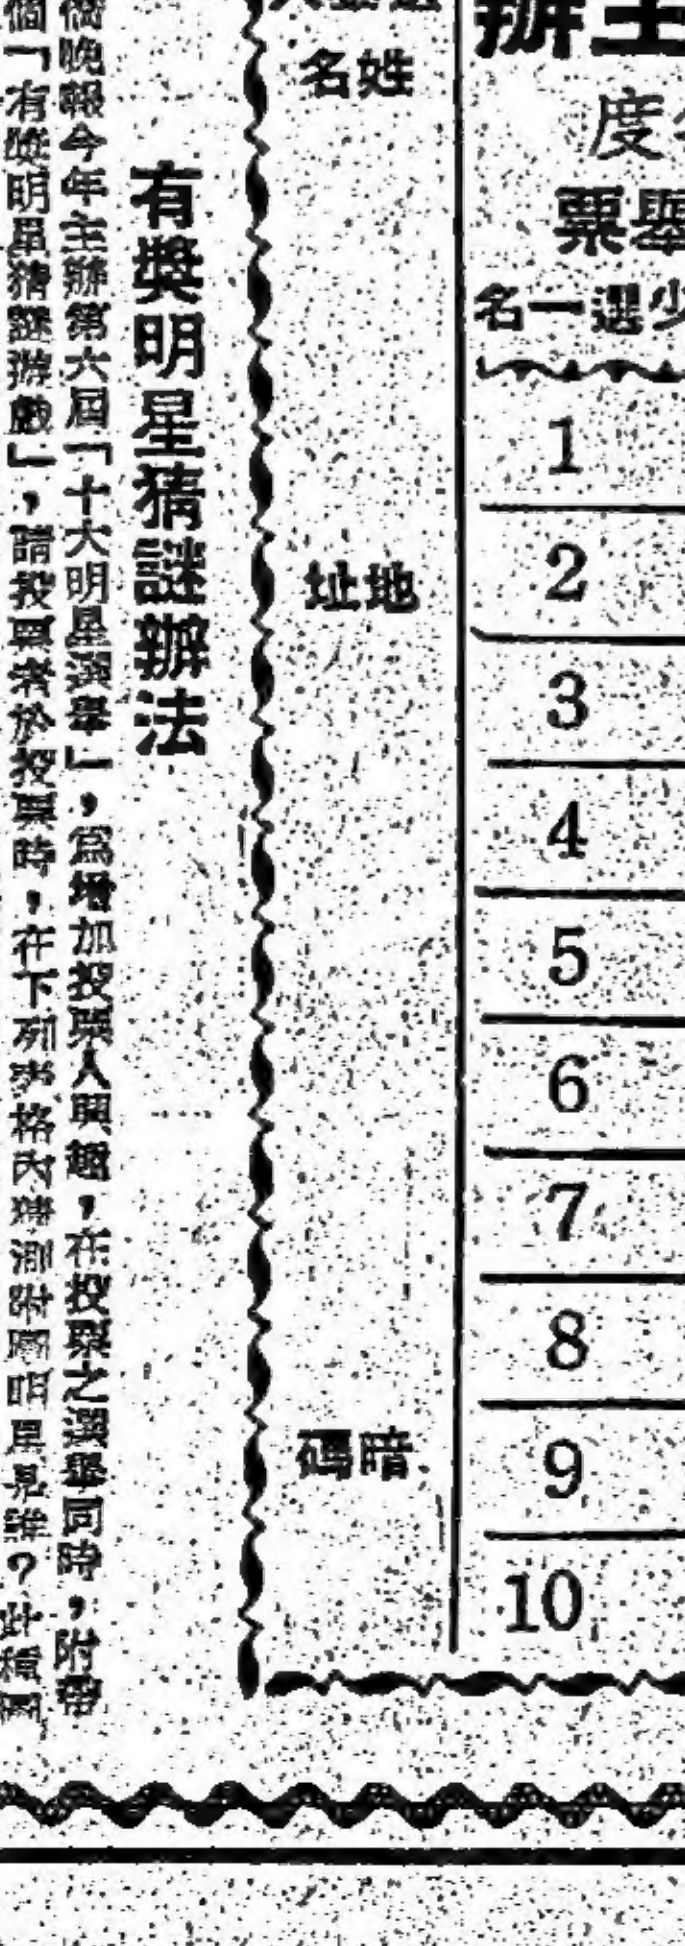 辦主
度
票舉
名一選少
1
2
3
4
5
6
7
8
9
10
名姓
址地
碼暗
有獎明星猜謎辦法
僑晚報今年主辦第六屆「十大明星選舉」，為增加投票人興趣，在投票之選舉同時，附帶
個「有獎明星猜謎遊戲」，請投票者於投票時，在下列表格內猜測附圖明星是誰？此種圖